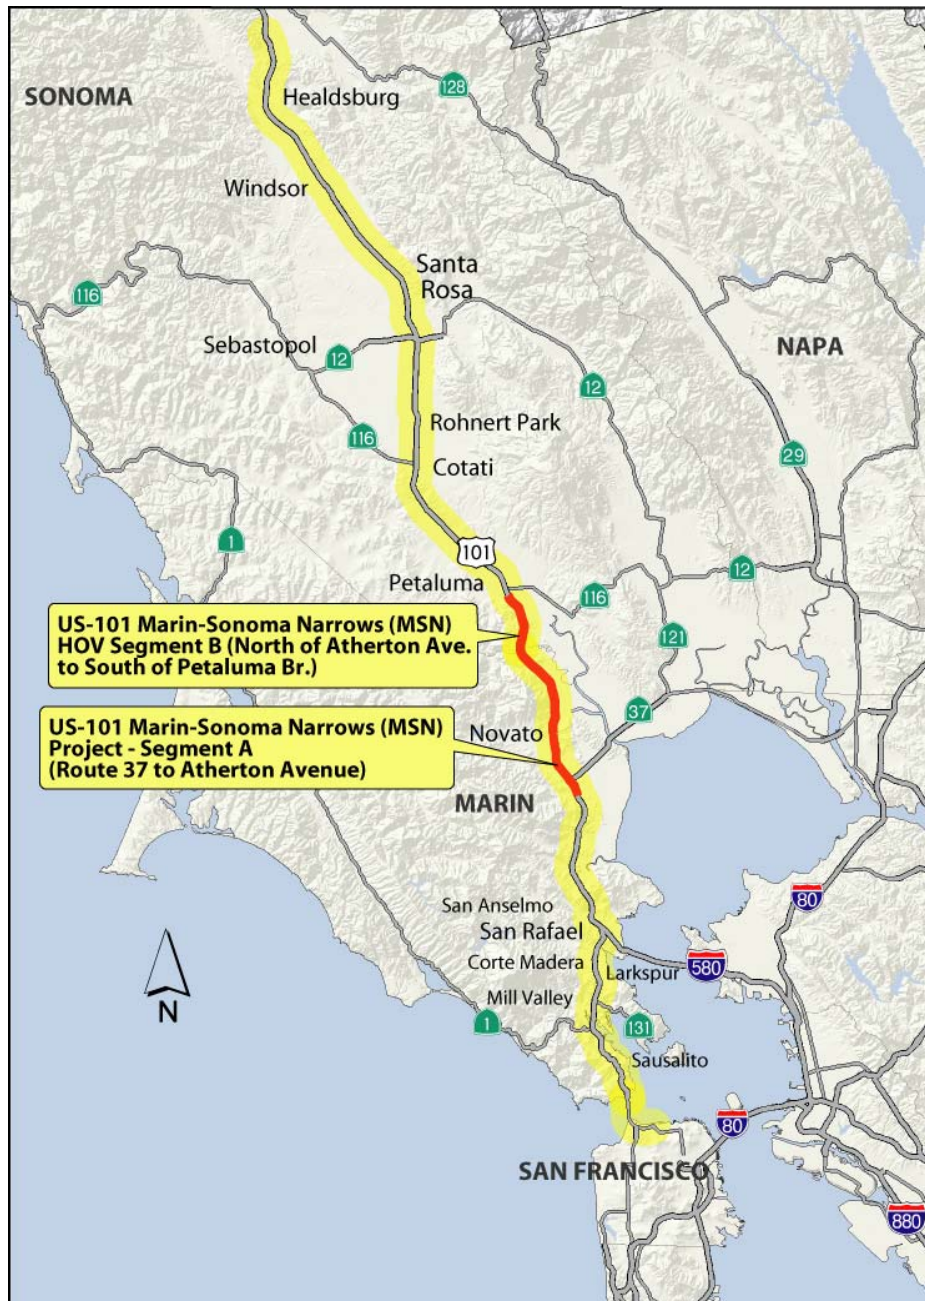 SONOMA
Healdsburg
128
Windsor
Santa
Rosa
116
Sebastopol
12
NAPA
12
Rohnert Park
116
29
Cotati
1
101
Petaluma
116
12
US-101 Marin-Sonoma Narrows (MSN)
HOV Segment B (North of Atherton Ave.
to South of Petaluma Br.)
121
37
US-101 Marin-Sonoma Narrows (MSN)
Project - Segment A
(Route 37 to Atherton Avenue)
Novato
MARIN
80
San Anselmo
San Rafael
Corte Madera
Larkspur
580
Mill Valley
N
1
131
Sausalito
80
SAN FRANCISCO
880